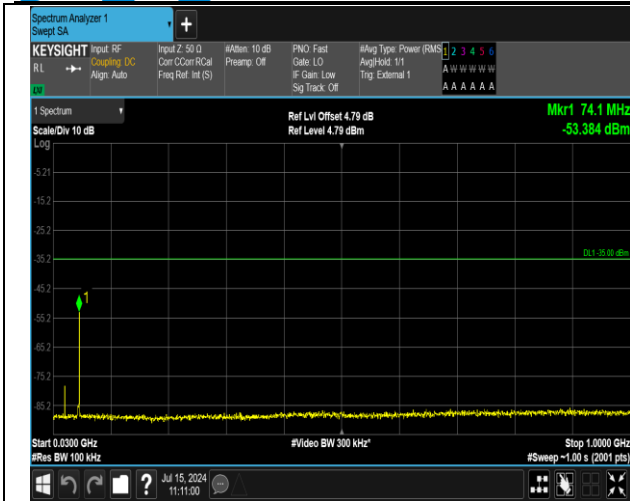 Spectrum Analyzer 1
Swept SA
+
KEYSIGHT Input: RF Input Z: 50 Ω #Atten: 10 dB PNO: Fast #Avg Type: Power (RMS 1 2 3 4 5 6
RL Coupling: DC Corr CCorr RCal Preamp: Off Gate: LO Avg|Hold: 1/1 A W W W W W
Align: Auto Freq Ref: Int (S) IF Gain: Low Trig: External 1
Sig Track: Off A A A A A A
1 Spectrum Ref Lvl Offset 4.79 dB Mkr1 74.1 MHz
Scale/Div 10 dB Ref Level 4.79 dBm -53.384 dBm
Log
-5.21
-15.2
-25.2
DL1 -35.00 dBm
-35.2
-45.2
1
-55.2
-65.2
-75.2
-85.2
Start 0.0300 GHz #Video BW 300 kHz* Stop 1.0000 GHz
#Res BW 100 kHz #Sweep ~1.00 s (2001 pts)
? Jul 15, 2024
11:11:00